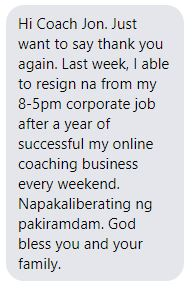 Hi Coach Jon. Just
want to say thank you
again. Last week, I able
to resign na from my
8-5pm corporate job
after a year of
successful my online
coaching business
every weekend.
Napakaliberating ng
pakiramdam. God
bless you and your
family.